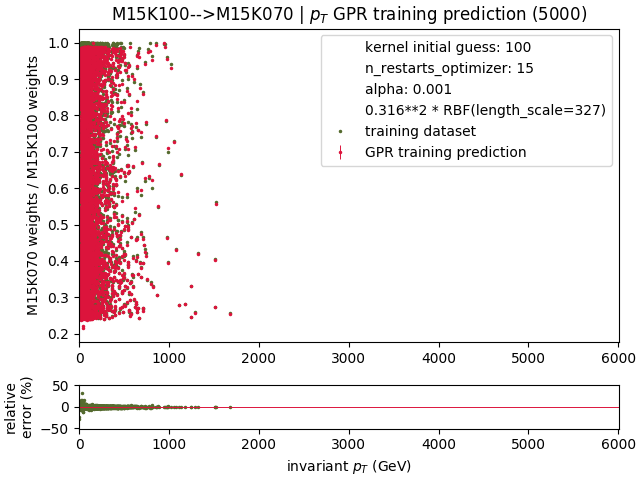 M15K100-->M15K070 | p_T GPR training prediction (5000)
M15K070 weights / M15K100 weights
1.0
0.9
0.8
0.7
0.6
0.5
0.4
0.3
0.2
kernel initial guess: 100
n_restarts_optimizer: 15
alpha: 0.001
0.316**2 * RBF(length_scale=327)
training dataset
GPR training prediction
0 1000 2000 3000 4000 5000 6000
relative
error (%)
50
0
−50
0 1000 2000 3000 4000 5000 6000
invariant p_T (GeV)